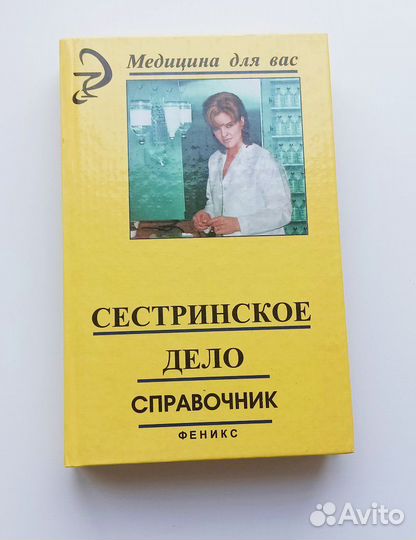 Медицина для вас
СЕСТРИНСКОЕ
ДЕЛО
СПРАВОЧНИК
ФЕНИКС
Avito